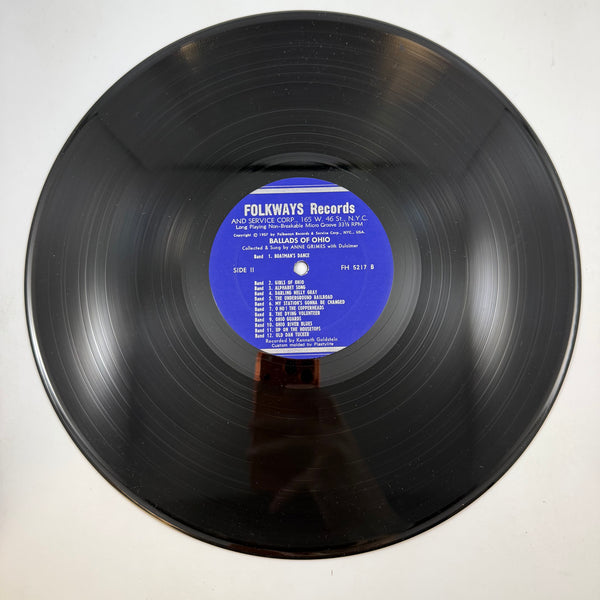 FOLKWAYS Records
AND SERVICE CORP., 165 W. 46 St., N.Y.C.
Long Playing Non-Breakable Micro Groove 33⅓ RPM
Copyright © 1957 by Folkways Records & Service Corp., NYC., USA.
BALLADS OF OHIO
Collected & Sung by ANNE GRIMES with Dulcimer
Band 1. BOATMAN'S DANCE
SIDE II FH 5217 B
Band 2. GIRLS OF OHIO
Band 3. ALPHABET SONG
Band 4. DARLING NELLY GRAY
Band 5. THE UNDERGROUND RAILROAD
Band 6. MY STATION'S GONNA BE CHANGED
Band 7. O NO! THE COPPERHEADS
Band 8. THE DYING VOLUNTEER
Band 9. OHIO GUARDS
Band 10. OHIO RIVER BLUES
Band 11. UP ON THE HOUSETOPS
Band 12. OLD DAN TUCKER
Recorded by Kenneth Goldstein
Custom molded by Plastylite